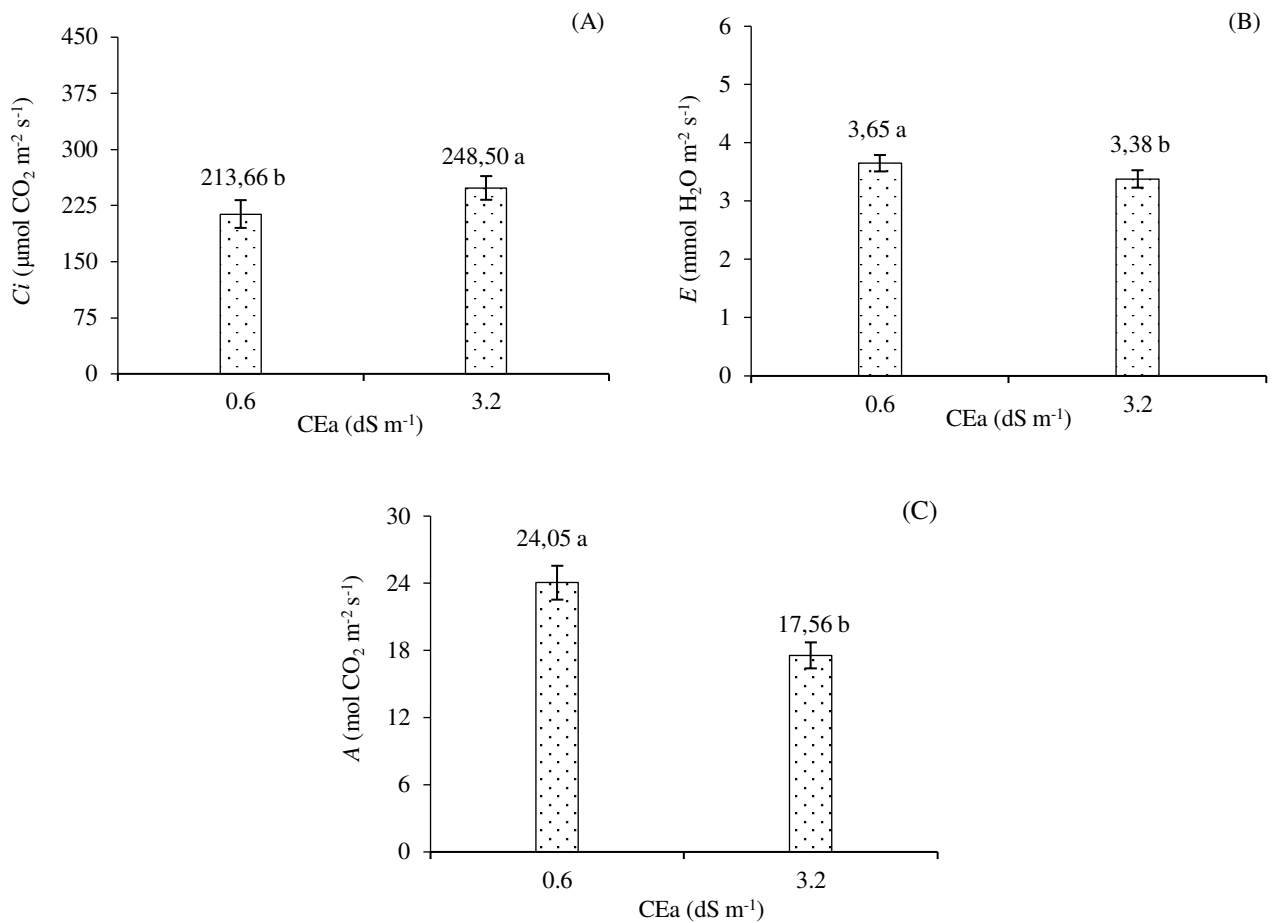 (A)
450
375
300
225
150
75
0
Ci (μmol CO2 m-2 s-1)
213,66 b
248,50 a
0.6
3.2
CEa (dS m-1)
(B)
6
5
4
3
2
1
0
E (mmol H2O m-2 s-1)
3,65 a
3,38 b
0.6
3.2
CEa (dS m-1)
(C)
30
24
18
12
6
0
A (mol CO2 m-2 s-1)
24,05 a
17,56 b
0.6
3.2
CEa (dS m-1)